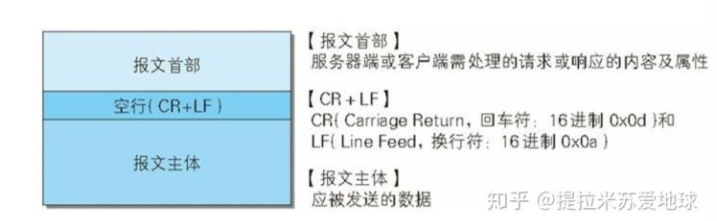 报文首部
空行( CR+LF )
报文主体
【 报文首部 】
服务器端或客户端需处理的请求或响应的内容及属性
【 CR + LF 】
CR( Carriage Return，回车符：16 进制 0x0d )和
LF( Line Feed，换行符：16 进制 0x0a )
【 报文主体 】
应被发送的数据
知乎 @提拉米苏爱地球